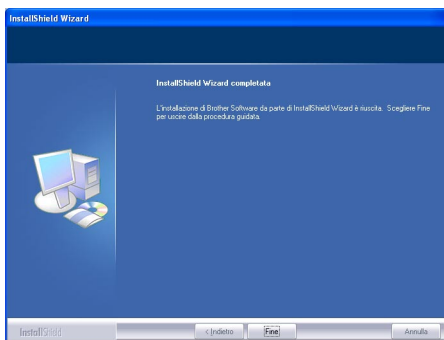 InstallShield Wizard
InstallShield Wizard completata
L'installazione di Brother Software da parte di InstallShield Wizard è riuscita. Scegliere Fine
per uscire dalla procedura guidata.
InstallShield
< Indietro
Fine
Annulla